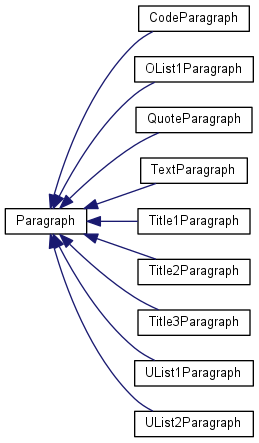 CodeParagraph
OList1Paragraph
QuoteParagraph
TextParagraph
Paragraph
Title1Paragraph
Title2Paragraph
Title3Paragraph
UList1Paragraph
UList2Paragraph